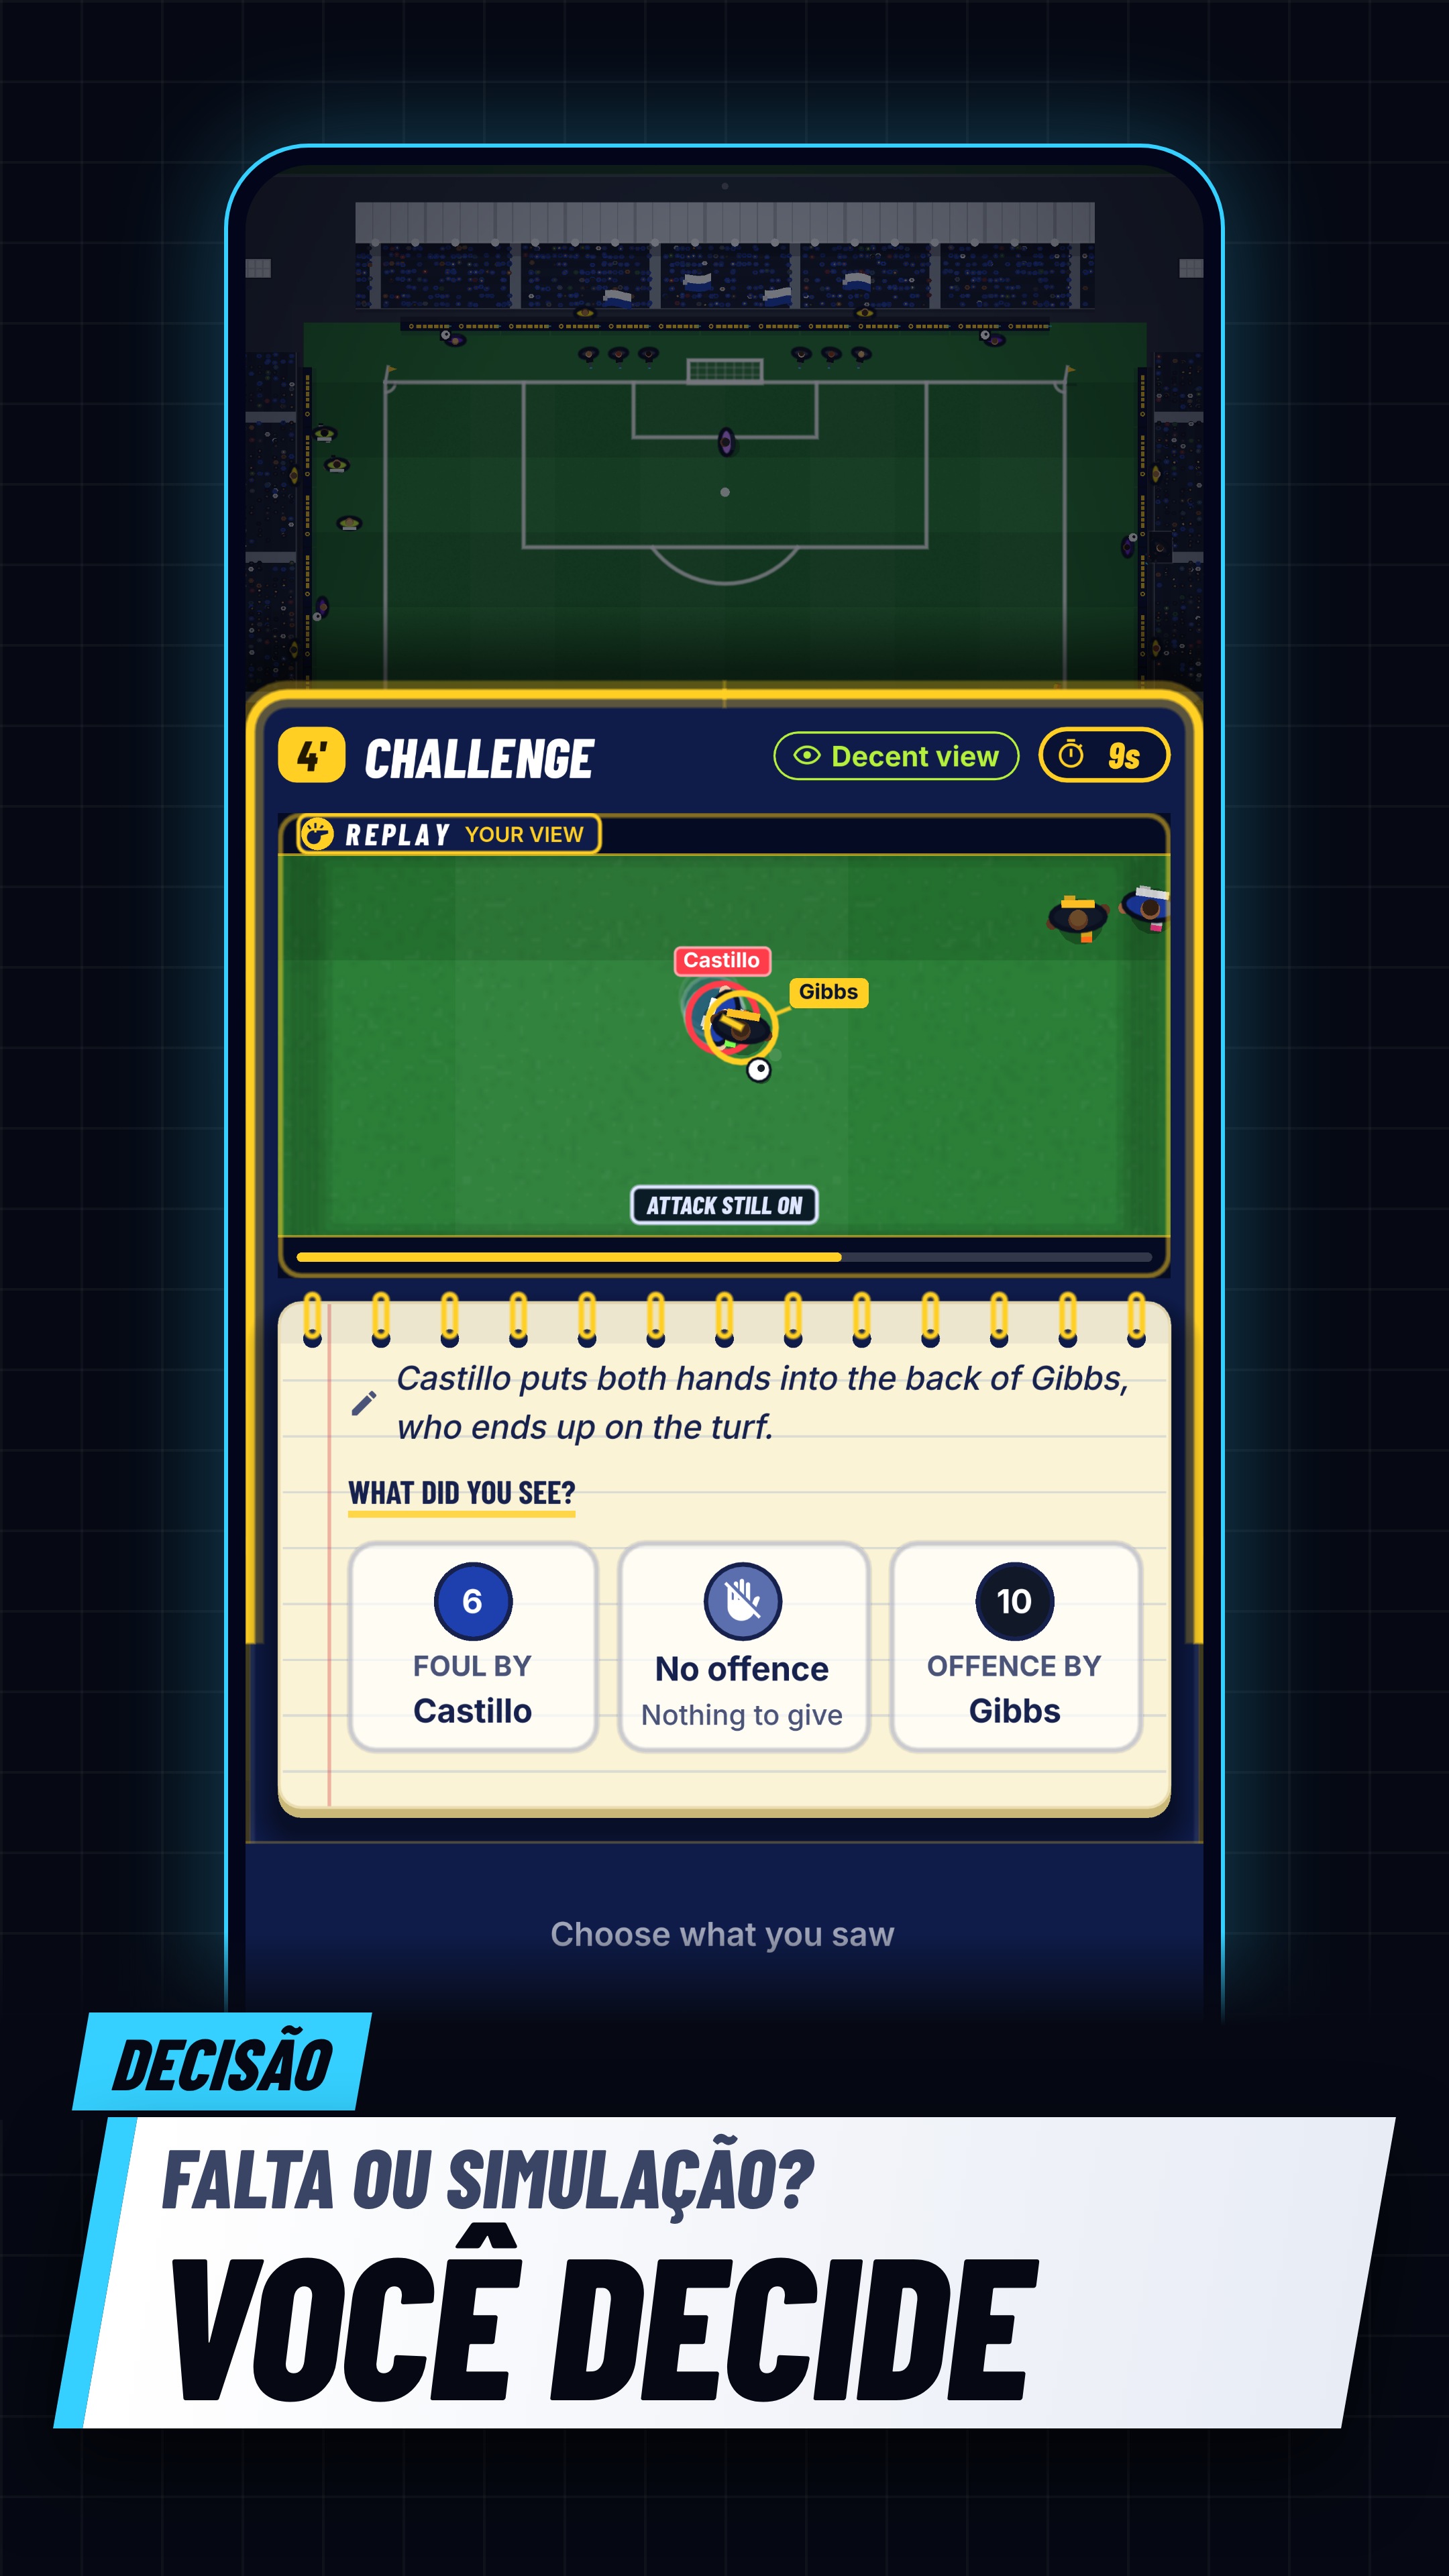 4'
CHALLENGE
Decent view
9s
REPLAY YOUR VIEW
Castillo
Gibbs
ATTACK STILL ON
Castillo puts both hands into the back of Gibbs,
who ends up on the turf.
WHAT DID YOU SEE?
6
FOUL BY
Castillo
No offence
Nothing to give
10
OFFENCE BY
Gibbs
Choose what you saw
DECISÃO
FALTA OU SIMULAÇÃO?
VOCÊ DECIDE